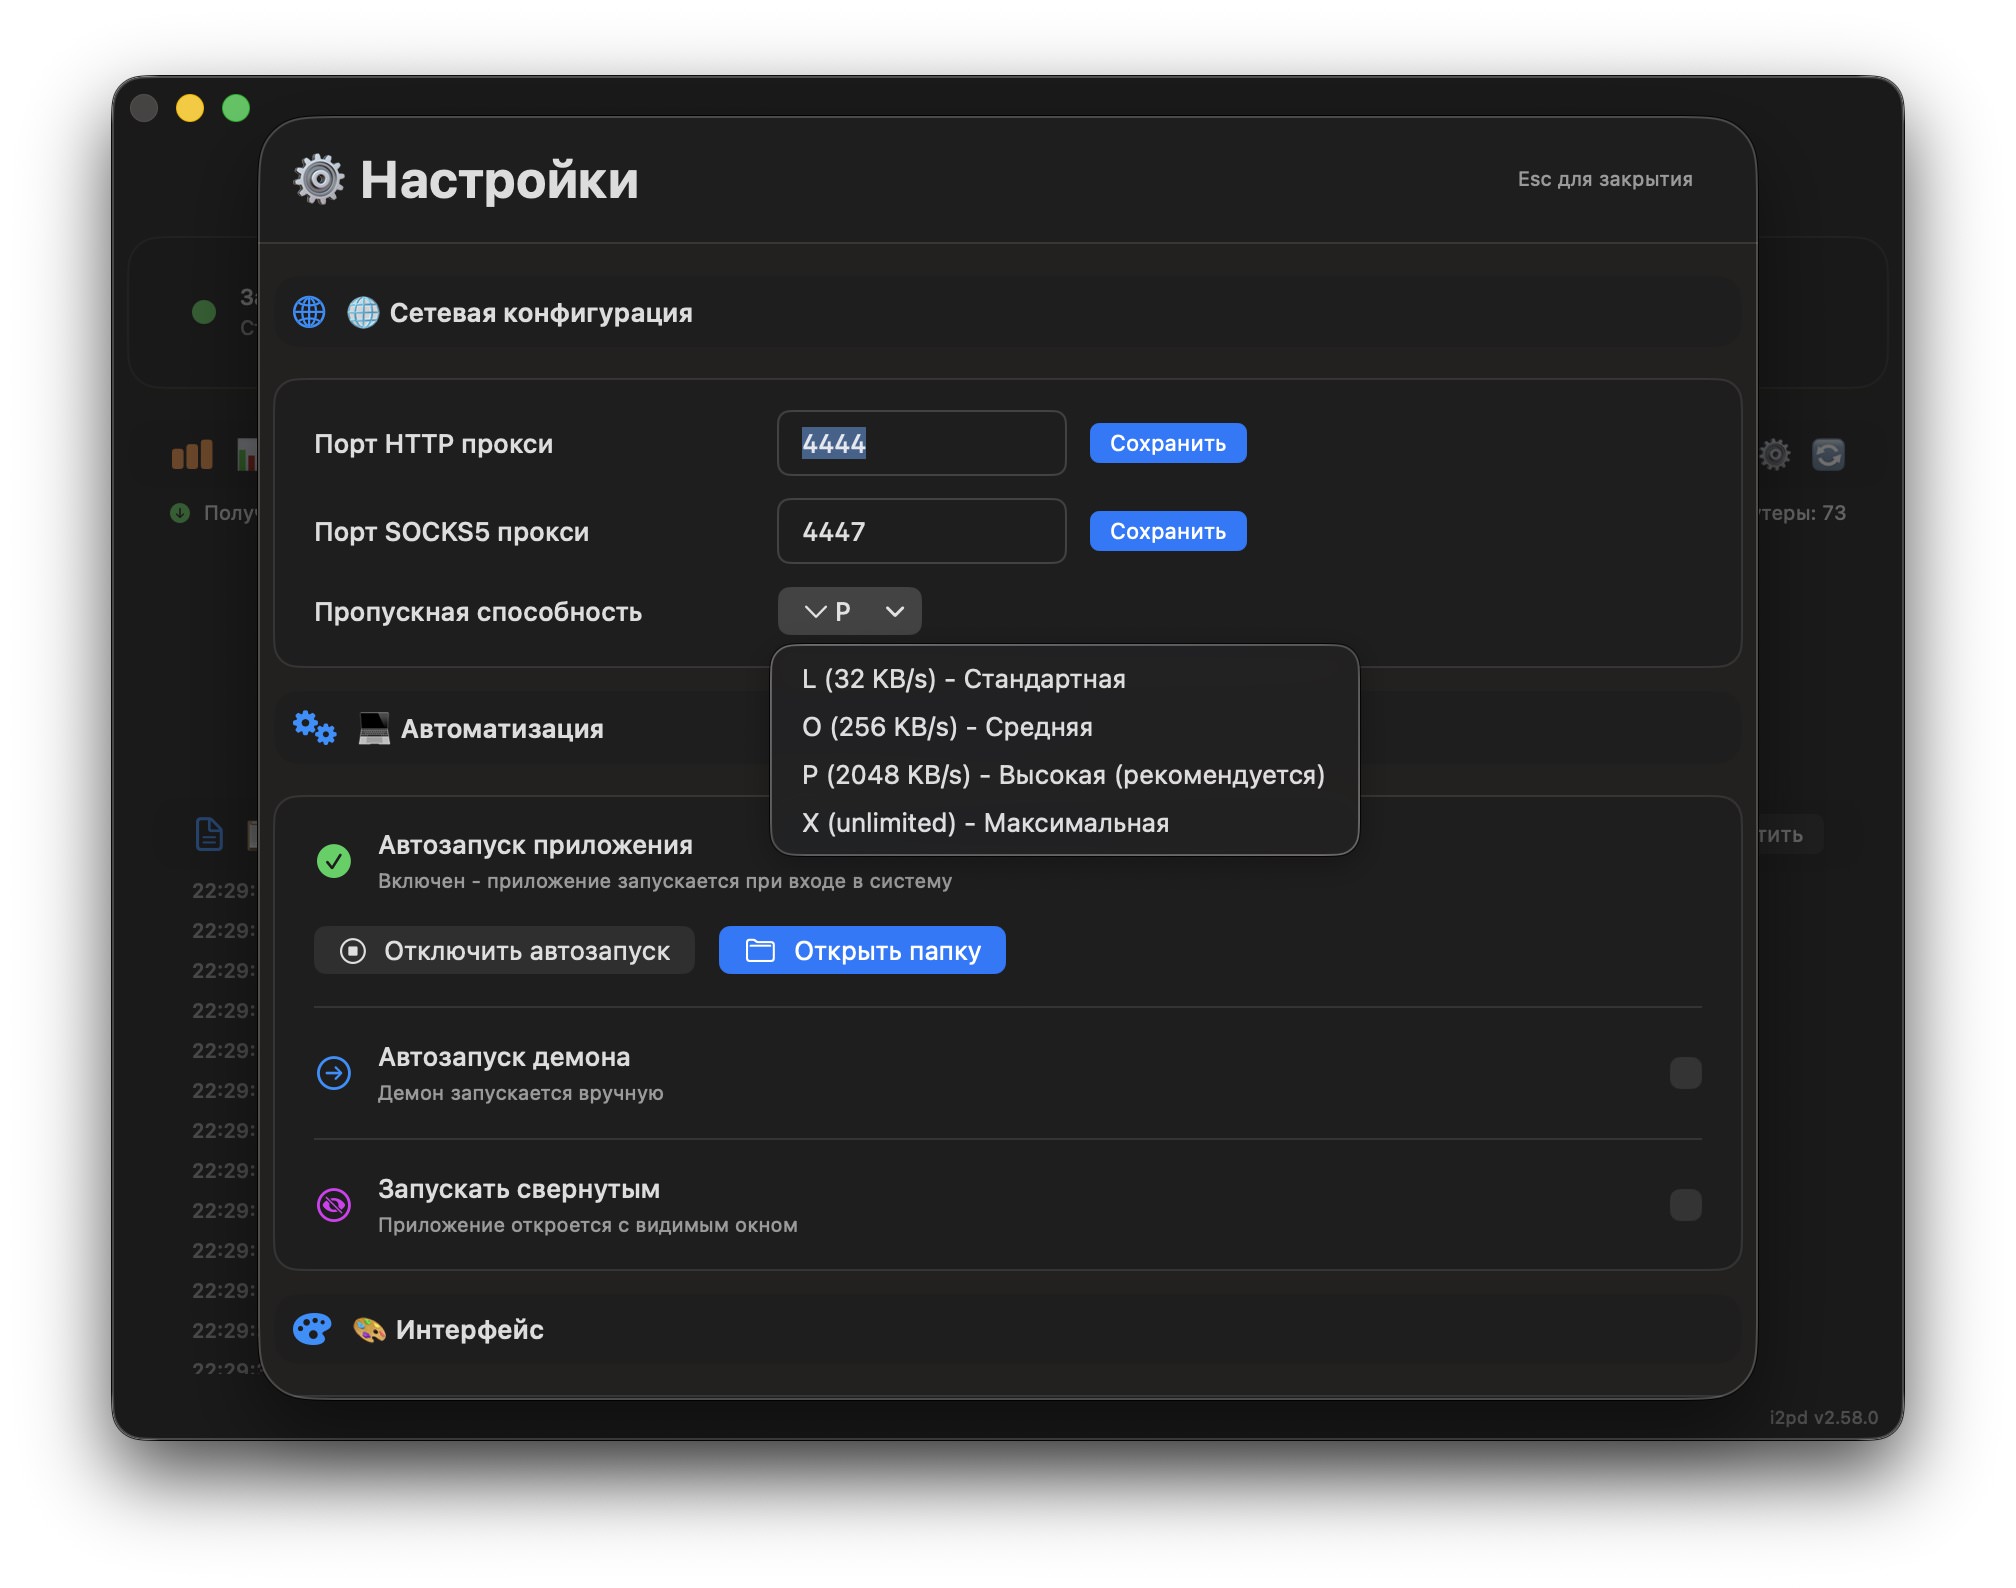 Настройки
Esc для закрытия
Сетевая конфигурация
Порт HTTP прокси
4444
Сохранить
Порт SOCKS5 прокси
4447
Сохранить
Пропускная способность
P
L (32 KB/s) - Стандартная
O (256 KB/s) - Средняя
P (2048 KB/s) - Высокая (рекомендуется)
X (unlimited) - Максимальная
Автоматизация
Автозапуск приложения
Включен - приложение запускается при входе в систему
Отключить автозапуск
Открыть папку
Автозапуск демона
Демон запускается вручную
Запускать свернутым
Приложение откроется с видимым окном
Интерфейс
73
22:29:
22:29:
22:29:
22:29:
22:29:
22:29:
22:29:
22:29:
22:29:
22:29:
22:29:
22:29:
22:29:
i2pd v2.58.0